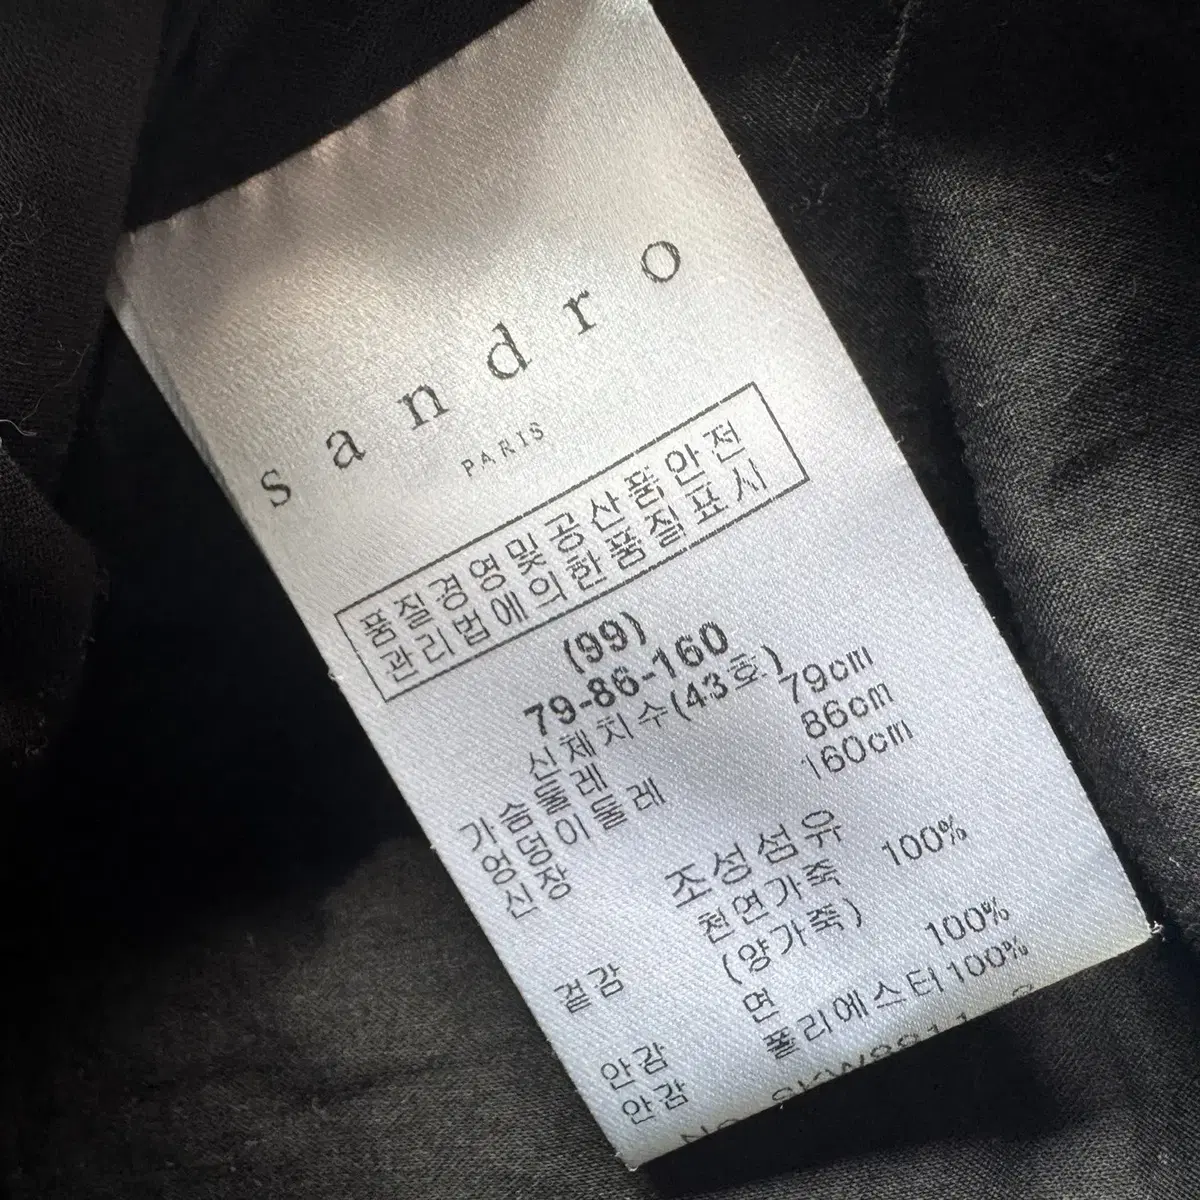 sandro
PARIS
품질경영및공산품안전
관리법에의한품질표시
(99)
79-86-160
신체치수(43호)
가슴둘레 79cm
엉덩이둘레 86cm
신장 160cm
조성섬유
겉감 천연가죽 100%
(양가죽)
안감 면 100%
안감 폴리에스터 100%